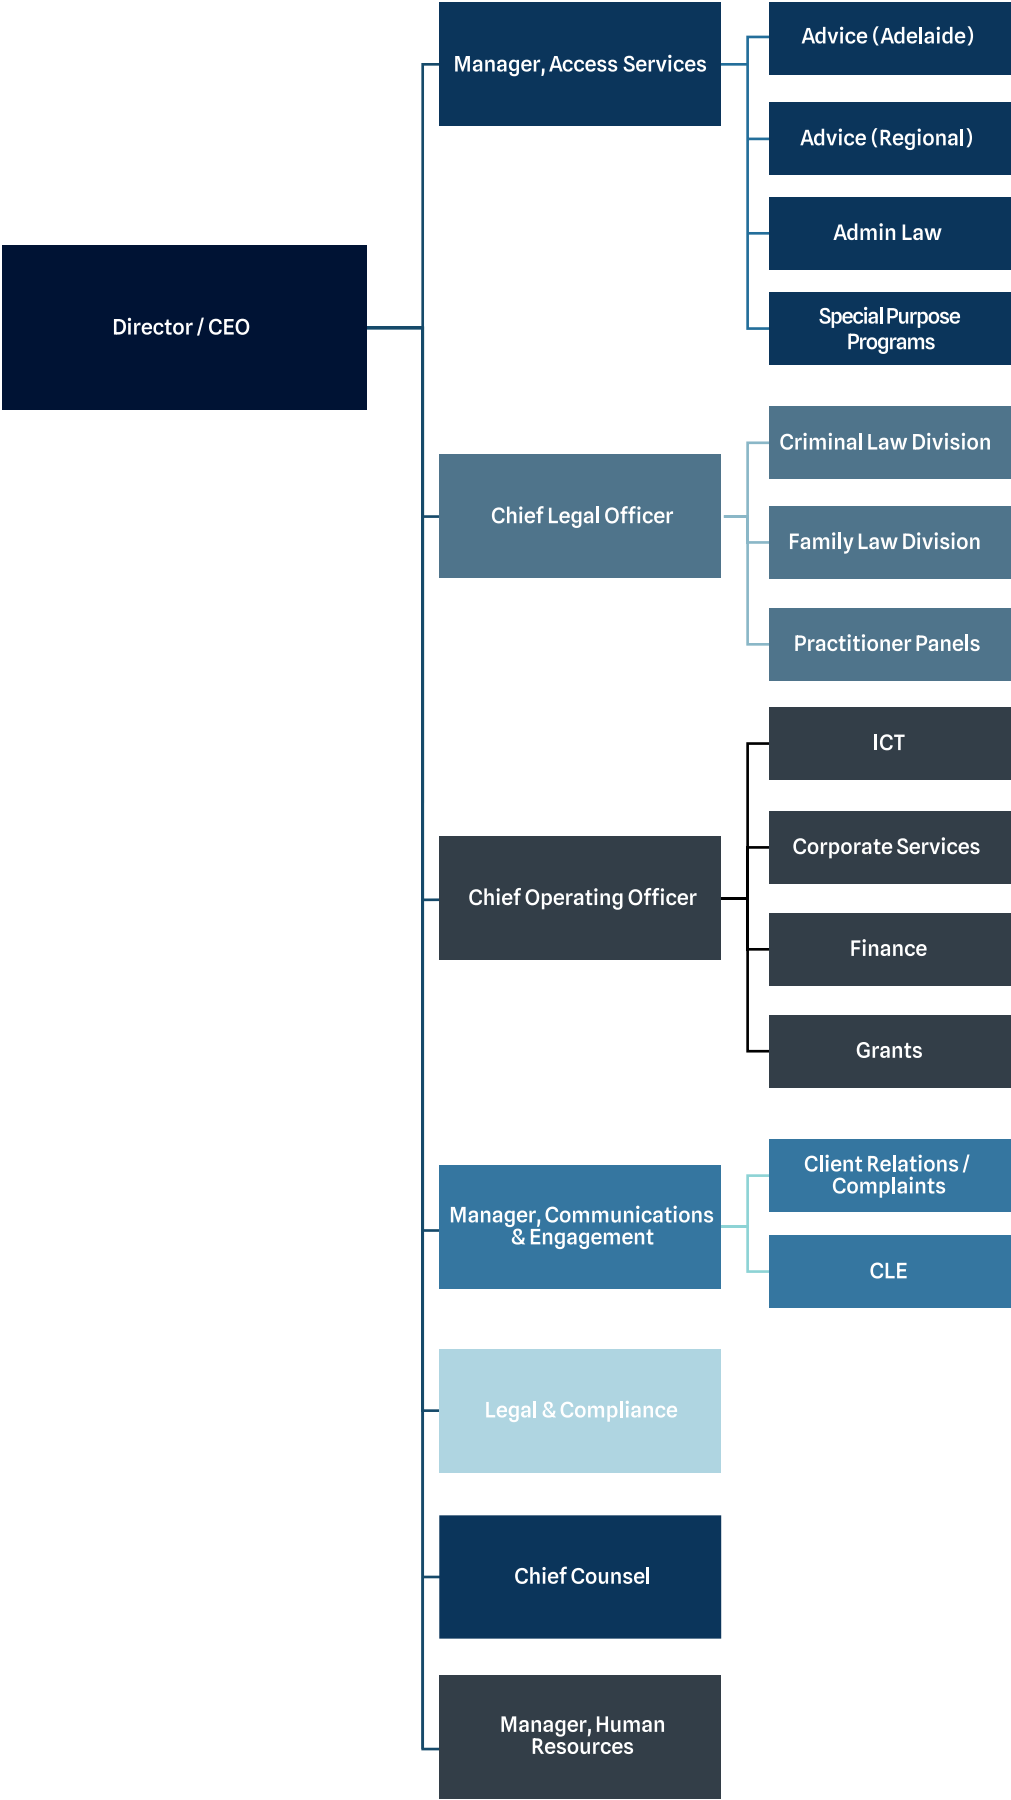 Director / CEO
Manager, Access Services
Advice (Adelaide)
Advice (Regional)
Admin Law
Special Purpose
Programs
Chief Legal Officer
Criminal Law Division
Family Law Division
Practitioner Panels
Chief Operating Officer
ICT
Corporate Services
Finance
Grants
Manager, Communications
& Engagement
Client Relations /
Complaints
CLE
Legal & Compliance
Chief Counsel
Manager, Human
Resources